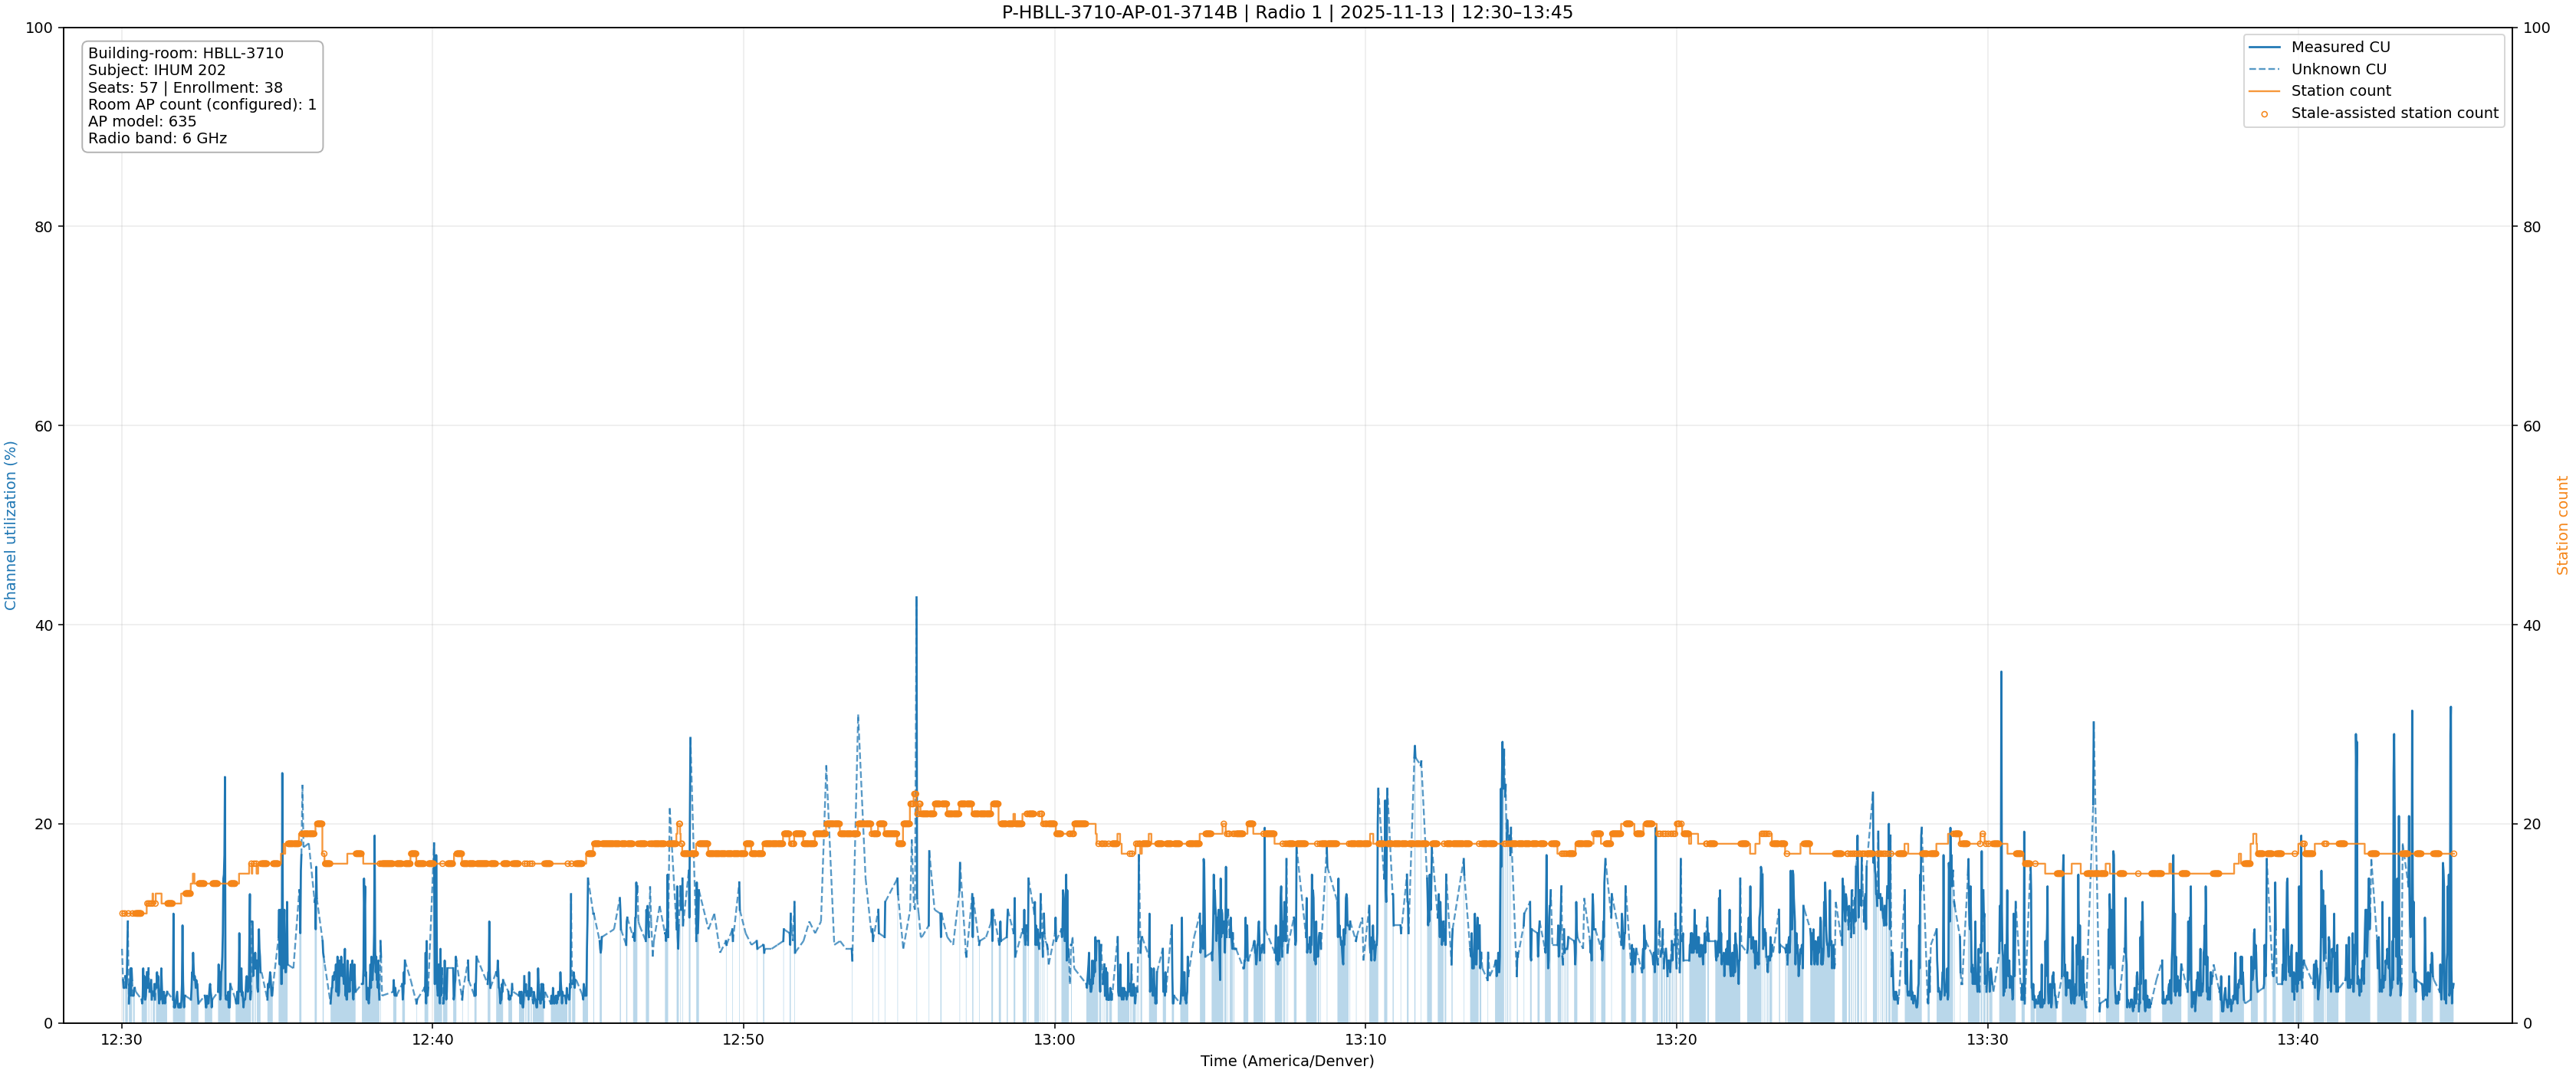 P-HBLL-3710-AP-01-3714B | Radio 1 | 2025-11-13 | 12:30–13:45
Building-room: HBLL-3710
Subject: IHUM 202
Seats: 57 | Enrollment: 38
Room AP count (configured): 1
AP model: 635
Radio band: 6 GHz
Measured CU
Unknown CU
Station count
Stale-assisted station count
Channel utilization (%)
100
80
60
40
20
0
100
80
60
40
20
0
Station count
12:30
12:40
12:50
13:00
13:10
13:20
13:30
13:40
Time (America/Denver)